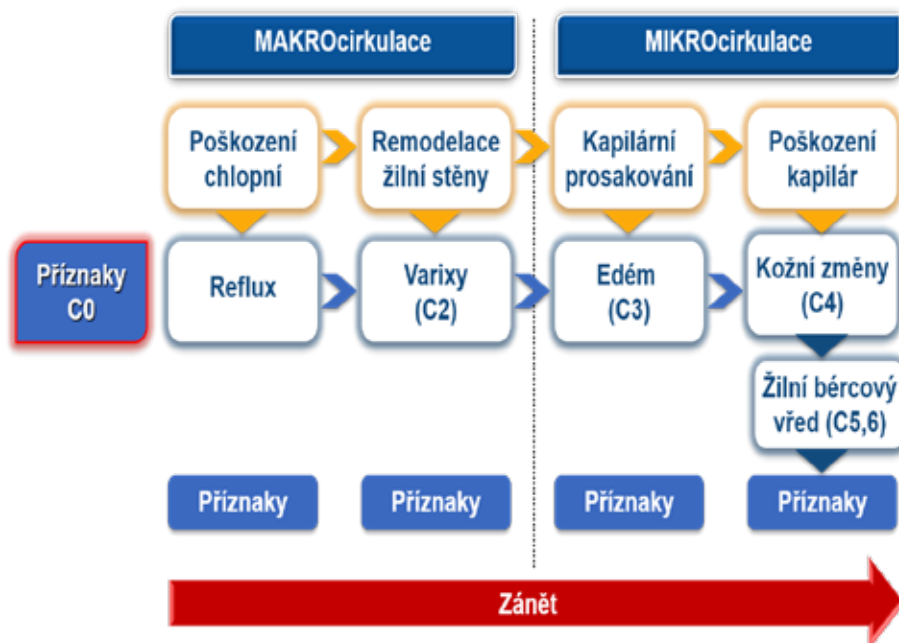 MAKROcirkulace
MIKROcirkulace
Poškození
chlopní
Remodelace
žilní stěny
Kapilární
prosakování
Poškození
kapilár
Příznaky
C0
Reflux
Varixy
(C2)
Edém
(C3)
Kožní změny
(C4)
Žilní bércový
vřed (C5,6)
Příznaky
Příznaky
Příznaky
Příznaky
Zánět